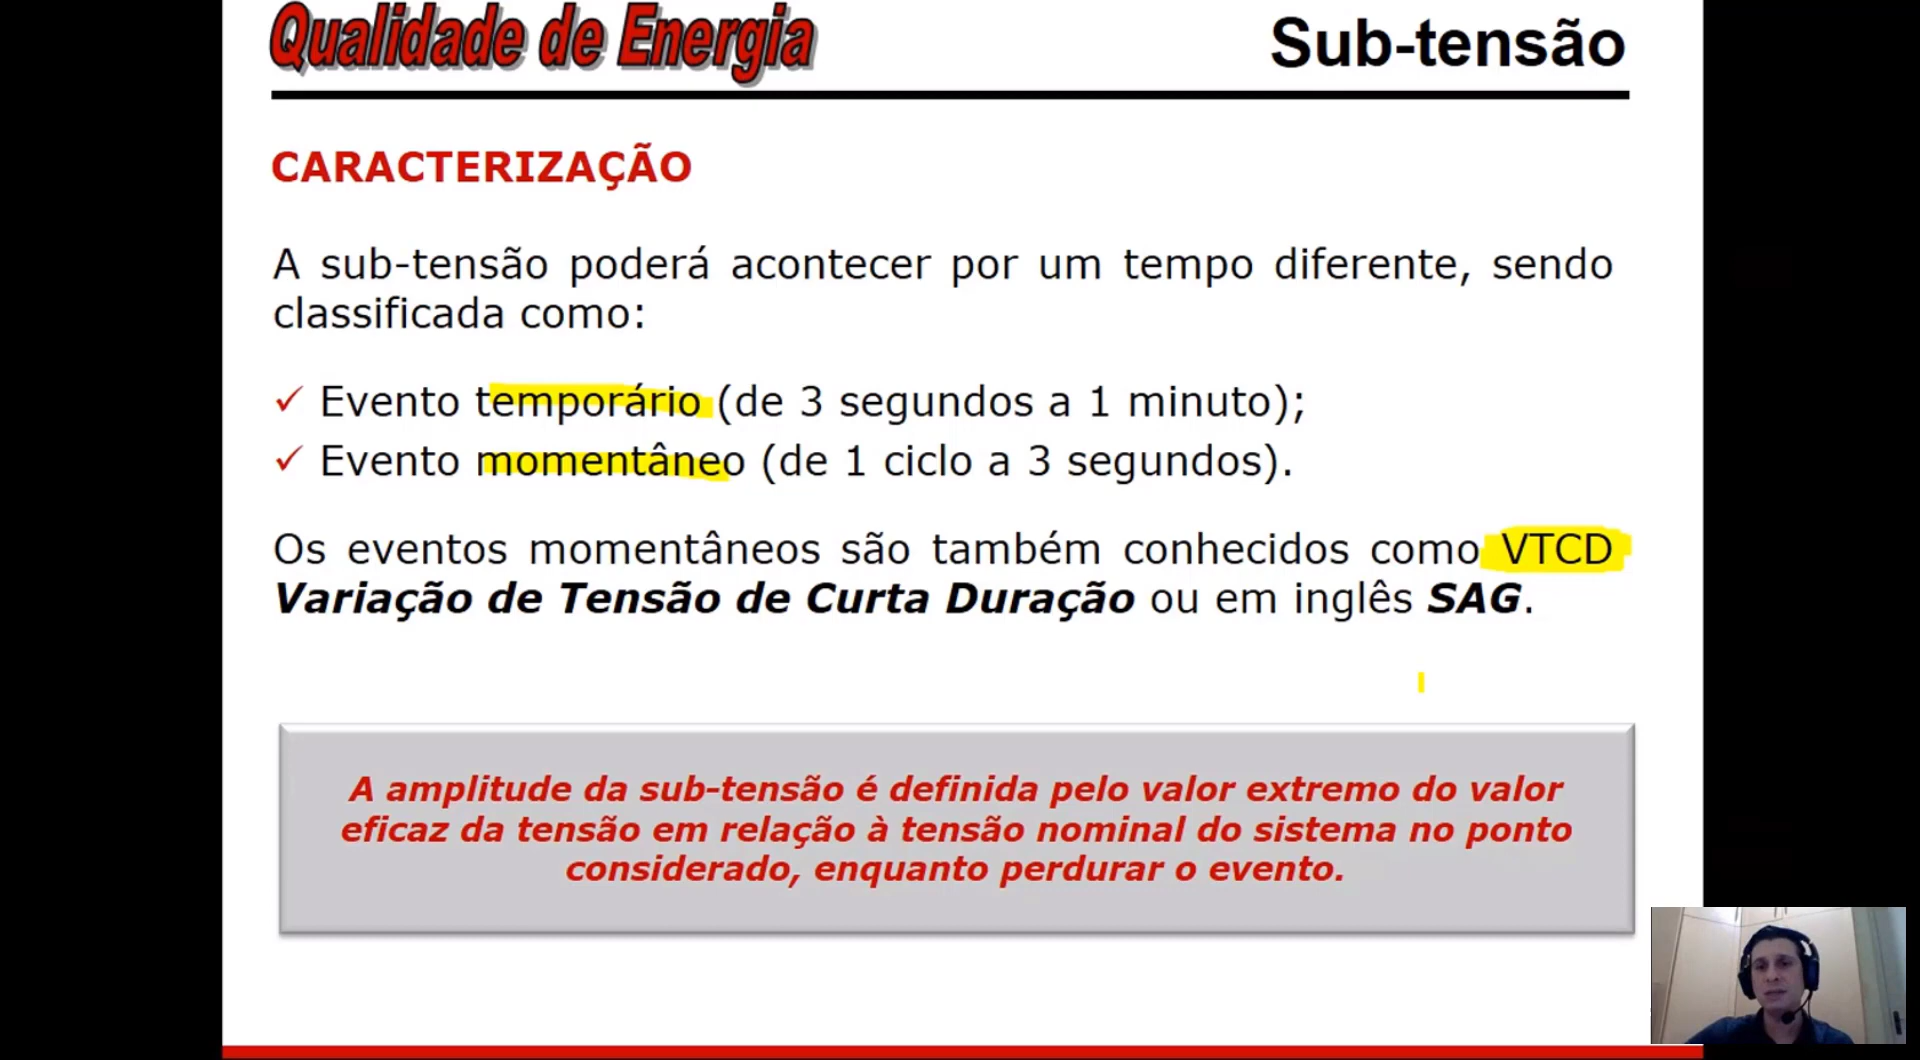 Qualidade de Energia
Sub-tensão
CARACTERIZAÇÃO
A sub-tensão poderá acontecer por um tempo diferente, sendo
classificada como:
✓ Evento temporário (de 3 segundos a 1 minuto);
✓ Evento momentâneo (de 1 ciclo a 3 segundos).
Os eventos momentâneos são também conhecidos como VTCD
Variação de Tensão de Curta Duração ou em inglês SAG.
A amplitude da sub-tensão é definida pelo valor extremo do valor
eficaz da tensão em relação à tensão nominal do sistema no ponto
considerado, enquanto perdurar o evento.